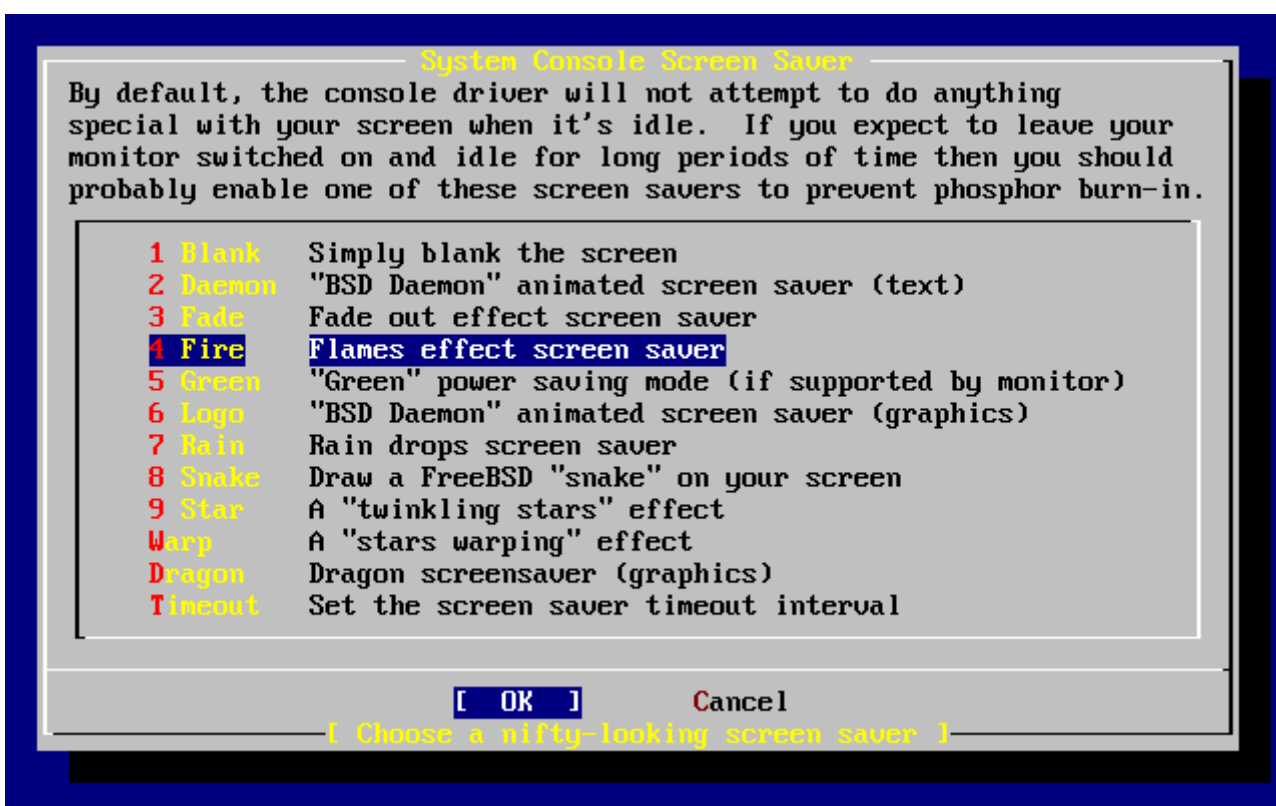 System Console Screen Saver
By default, the console driver will not attempt to do anything
special with your screen when it's idle.  If you expect to leave your
monitor switched on and idle for long periods of time then you should
probably enable one of these screen savers to prevent phosphor burn-in.
1 Blank   Simply blank the screen
2 Daemon  "BSD Daemon" animated screen saver (text)
3 Fade    Fade out effect screen saver
4 Fire    Flames effect screen saver
5 Green   "Green" power saving mode (if supported by monitor)
6 Logo    "BSD Daemon" animated screen saver (graphics)
7 Rain    Rain drops screen saver
8 Snake   Draw a FreeBSD "snake" on your screen
9 Star    A "twinkling stars" effect
Warp      A "stars warping" effect
Dragon    Dragon screensaver (graphics)
Timeout   Set the screen saver timeout interval
[  OK  ]       Cancel
[ Choose a nifty-looking screen saver ]